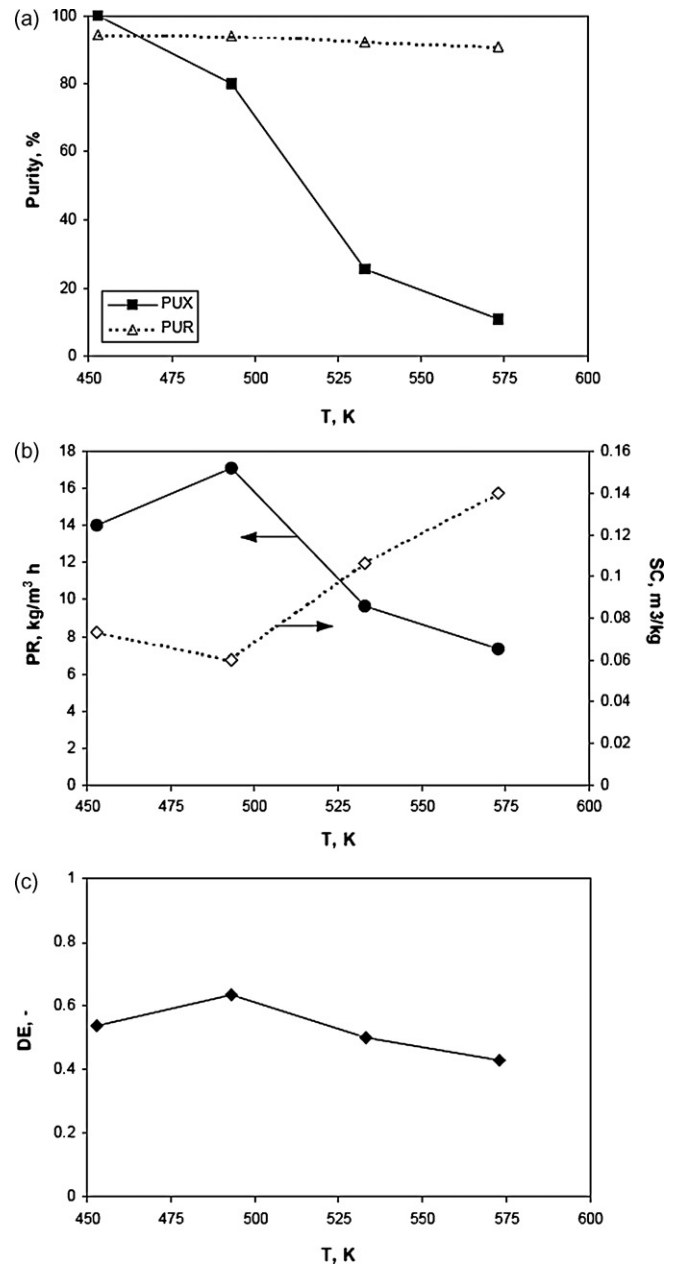 (a)
100
80
60
40
20
0
Purity, %
PUX
PUR
450 475 500 525 550 575 600
T, K
(b)
18
16
14
12
10
8
6
4
2
0
PR, kg/m³ h
0.16
0.14
0.12
0.1
0.08
0.06
0.04
0.02
0
SC, m3/kg
450 475 500 525 550 575 600
T, K
(c)
1
0.8
0.6
0.4
0.2
0
DE, -
450 475 500 525 550 575 600
T, K